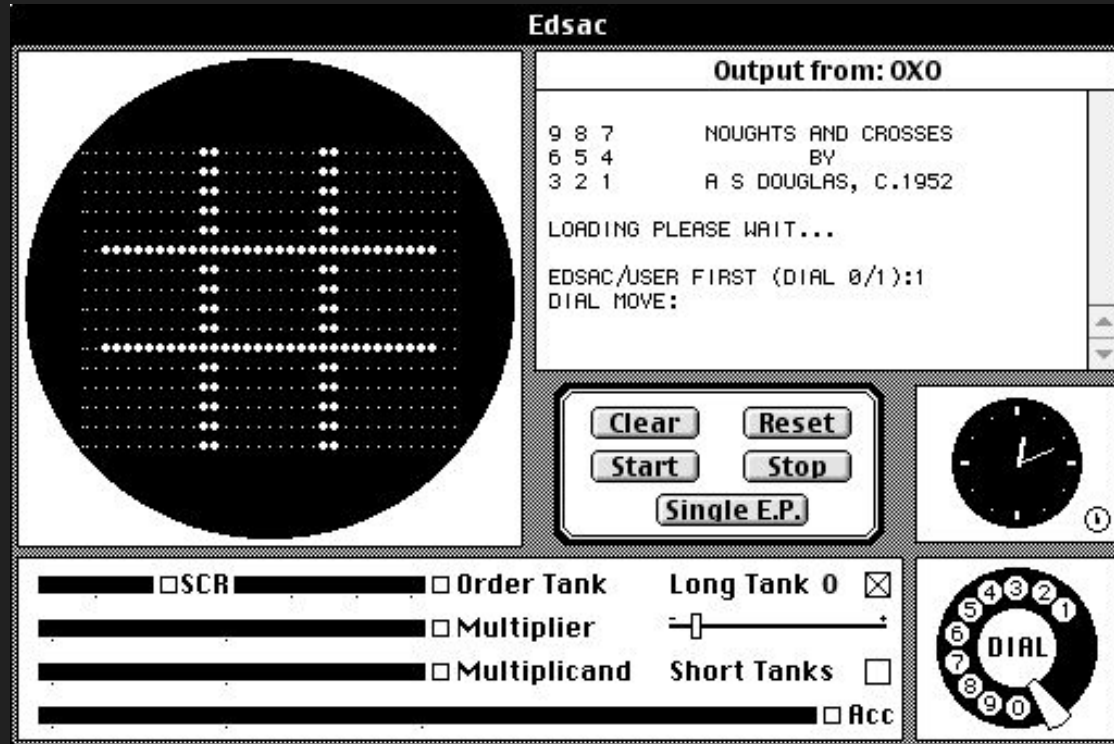 Edsac
Output from: OXO
9 8 7 NOUGHTS AND CROSSES
6 5 4 BY
3 2 1 A S DOUGLAS, C.1952
LOADING PLEASE WAIT...
EDSAC/USER FIRST (DIAL 0/1):1
DIAL MOVE:
Clear Reset
Start Stop
Single E.P.
SCR Order Tank Long Tank 0
Multiplier - +
Multiplicand Short Tanks
Acc
1 2 3 4 5 6 7 8 9 0
DIAL